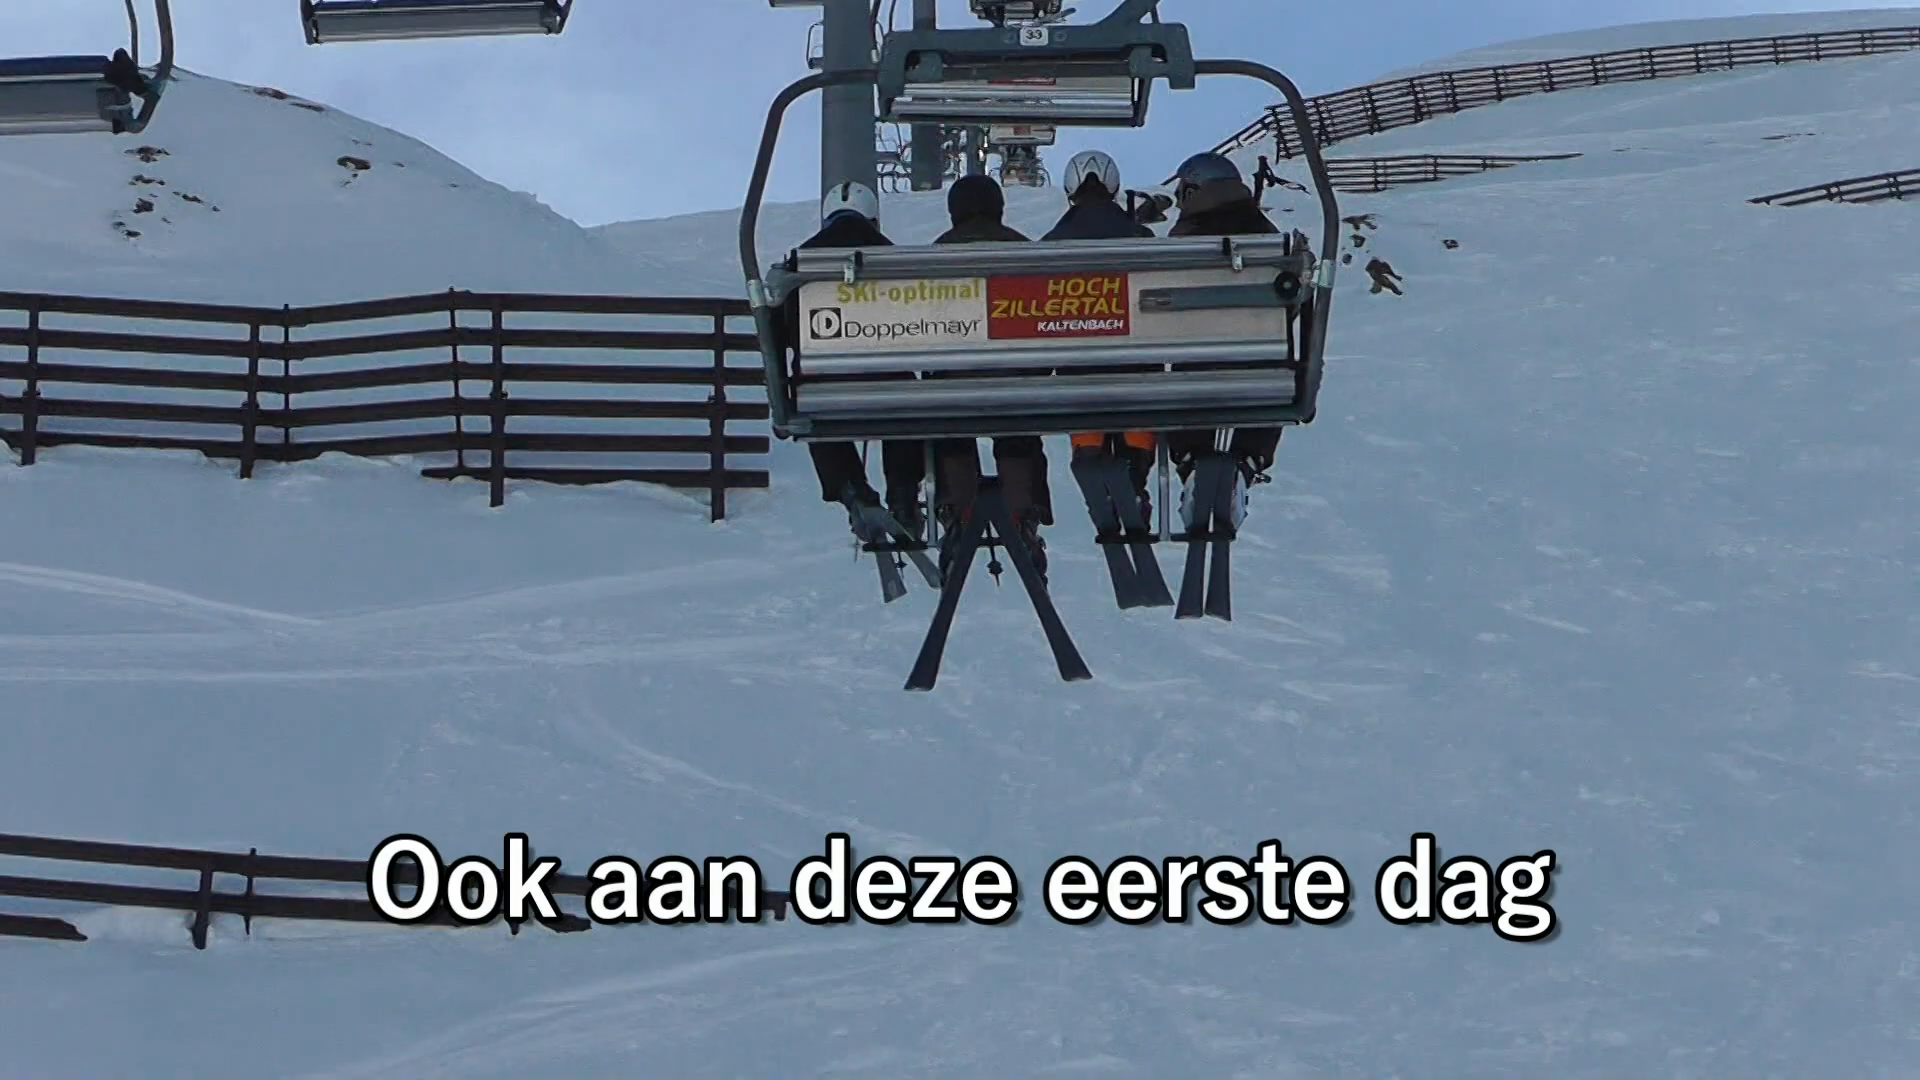 33
SKi-optimal
Doppelmayr
HOCH
ZILLERTAL
KALTENBACH
Ook aan deze eerste dag